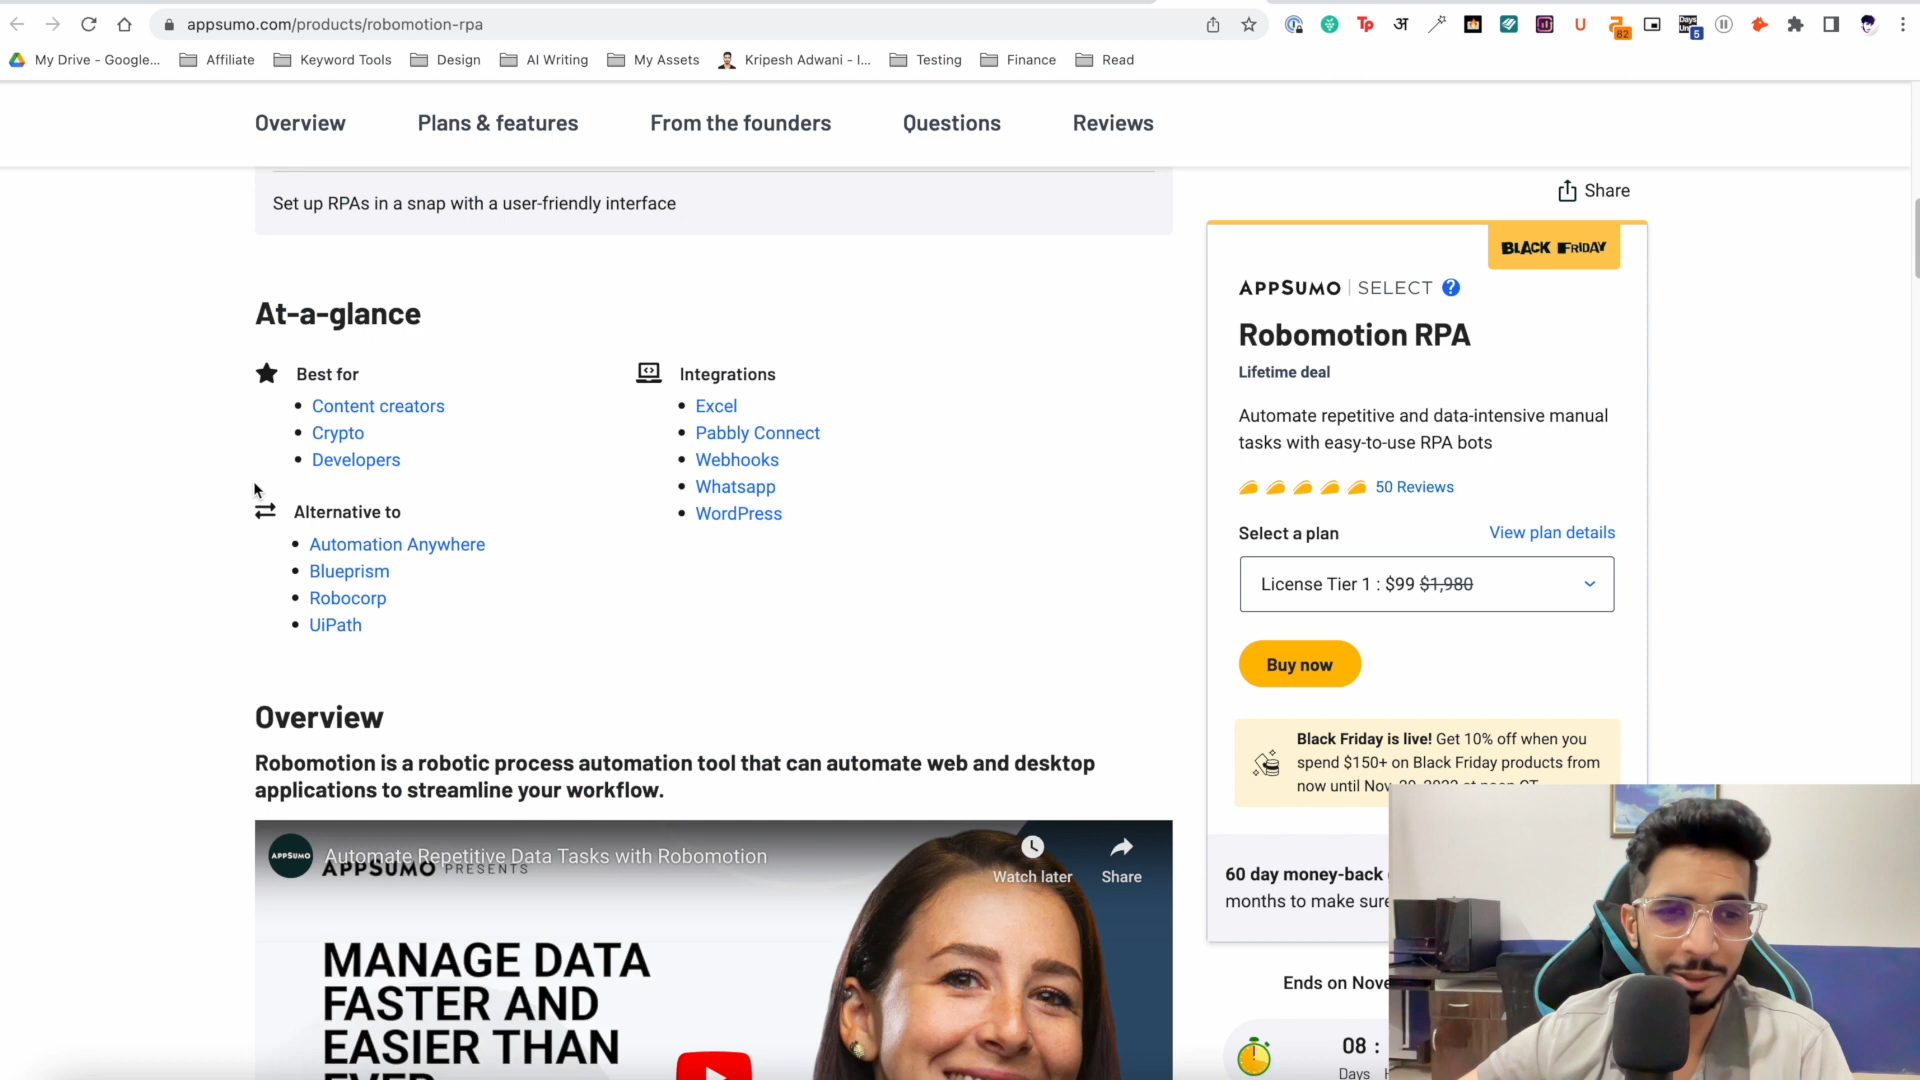 appsumo.com/products/robomotion-rpa
82
5
My Drive - Google...
Affiliate
Keyword Tools
Design
AI Writing
My Assets
Kripesh Adwani - I...
Testing
Finance
Read
Overview
Plans & features
From the founders
Questions
Reviews
Set up RPAs in a snap with a user-friendly interface
Share
At-a-glance
Best for
Content creators
Crypto
Developers
Alternative to
Automation Anywhere
Blueprism
Robocorp
UiPath
Integrations
Excel
Pabbly Connect
Webhooks
Whatsapp
WordPress
BLACK FRIDAY
APPSUMO | SELECT ?
Robomotion RPA
Lifetime deal
Automate repetitive and data-intensive manual
tasks with easy-to-use RPA bots
50 Reviews
Select a plan
View plan details
License Tier 1 : $99 $1,980
Buy now
Black Friday is live! Get 10% off when you
spend $150+ on Black Friday products from
now until
60 day money-back
months to make sure
Ends on Nove
08 :
Days
Overview
Robomotion is a robotic process automation tool that can automate web and desktop
applications to streamline your workflow.
APPSUMO
Automate Repetitive Data Tasks with Robomotion
APPSUMO PRESENTS
Watch later
Share
MANAGE DATA
FASTER AND
EASIER THAN